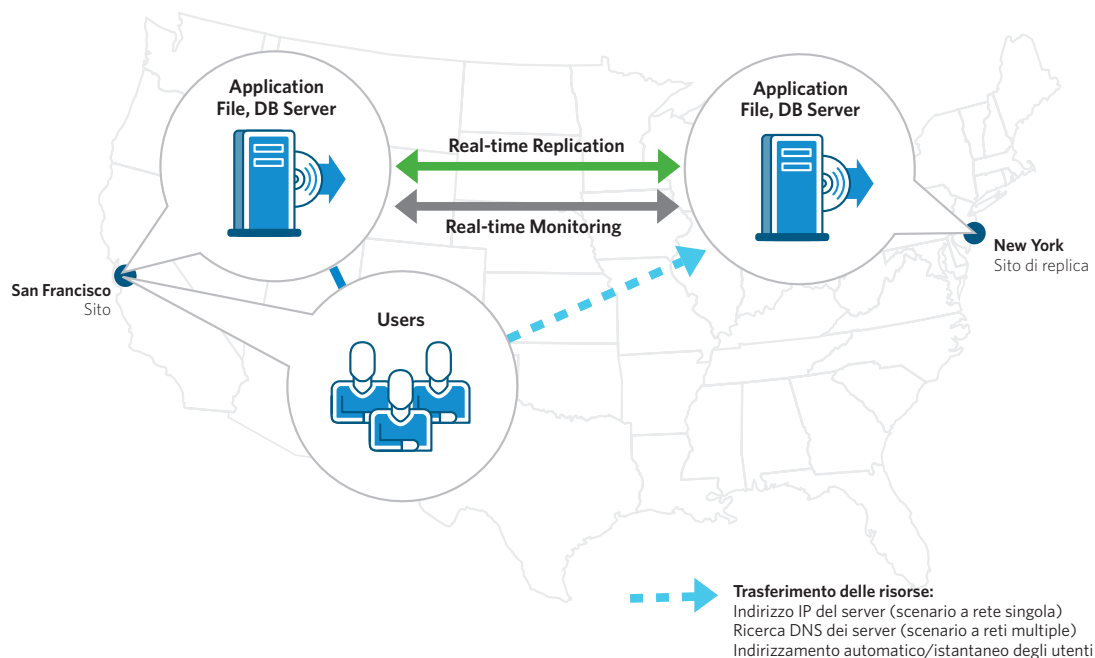 Application
File, DB Server
Application
File, DB Server
Real-time Replication
Real-time Monitoring
New York
Sito di replica
San Francisco
Sito
Users
Trasferimento delle risorse:
Indirizzo IP del server (scenario a rete singola)
Ricerca DNS dei server (scenario a reti multiple)
Indirizzamento automatico/istantaneo degli utenti